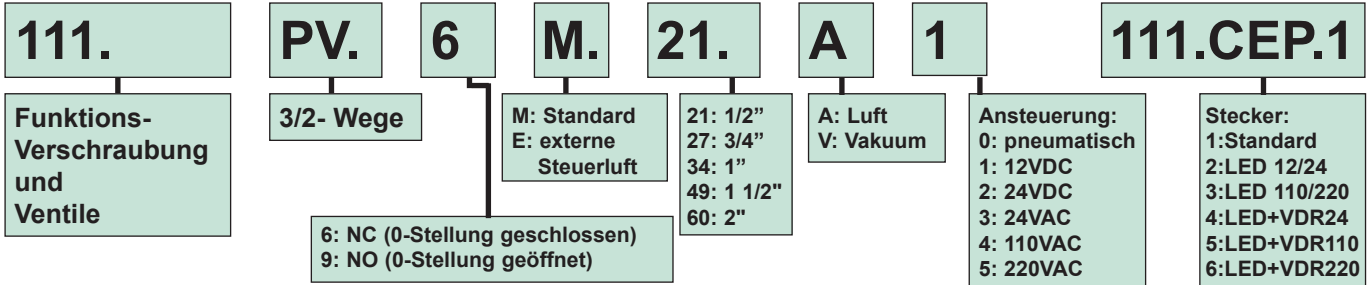 111. PV. 6 M. 21. A 1 111.CEP.1
Funktions-
Verschraubung
und
Ventile
3/2- Wege
6: NC (0-Stellung geschlossen)
9: NO (0-Stellung geöffnet)
M: Standard
E: externe
Steuerluft
21: 1/2”
27: 3/4”
34: 1”
49: 1 1/2"
60: 2"
A: Luft
V: Vakuum
Ansteuerung:
0: pneumatisch
1: 12VDC
2: 24VDC
3: 24VAC
4: 110VAC
5: 220VAC
Stecker:
1:Standard
2:LED 12/24
3:LED 110/220
4:LED+VDR24
5:LED+VDR110
6:LED+VDR220